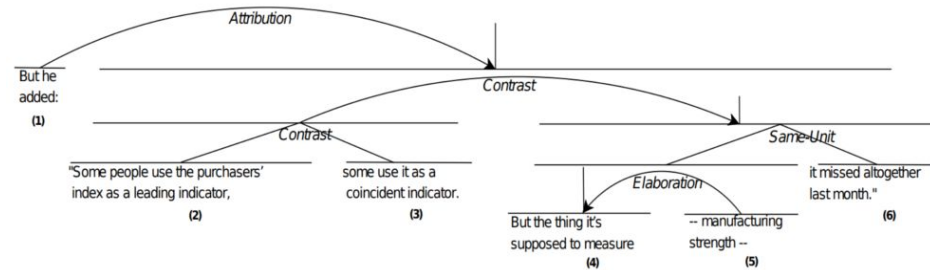 Attribution
But he
added:
(1)
Contrast
Contrast
Same-Unit
"Some people use the purchasers'
index as a leading indicator,
(2)
some use it as a
coincident indicator.
(3)
Elaboration
But the thing it's
supposed to measure
(4)
-- manufacturing
strength --
(5)
it missed altogether
last month."
(6)